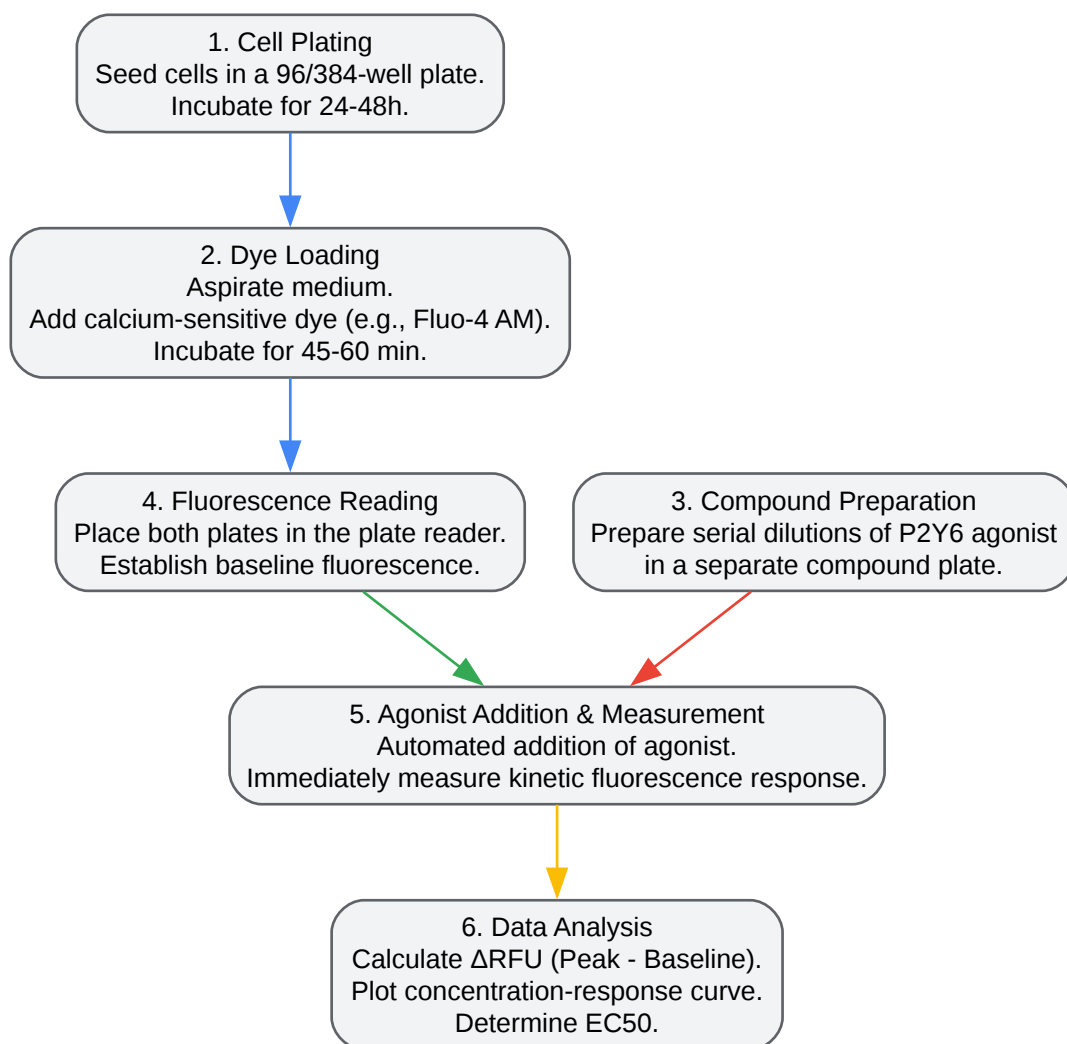 1. Cell Plating
Seed cells in a 96/384-well plate.
Incubate for 24-48h.
2. Dye Loading
Aspirate medium.
Add calcium-sensitive dye (e.g., Fluo-4 AM).
Incubate for 45-60 min.
4. Fluorescence Reading
Place both plates in the plate reader.
Establish baseline fluorescence.
3. Compound Preparation
Prepare serial dilutions of P2Y6 agonist
in a separate compound plate.
5. Agonist Addition & Measurement
Automated addition of agonist.
Immediately measure kinetic fluorescence response.
6. Data Analysis
Calculate ΔRFU (Peak - Baseline).
Plot concentration-response curve.
Determine EC50.